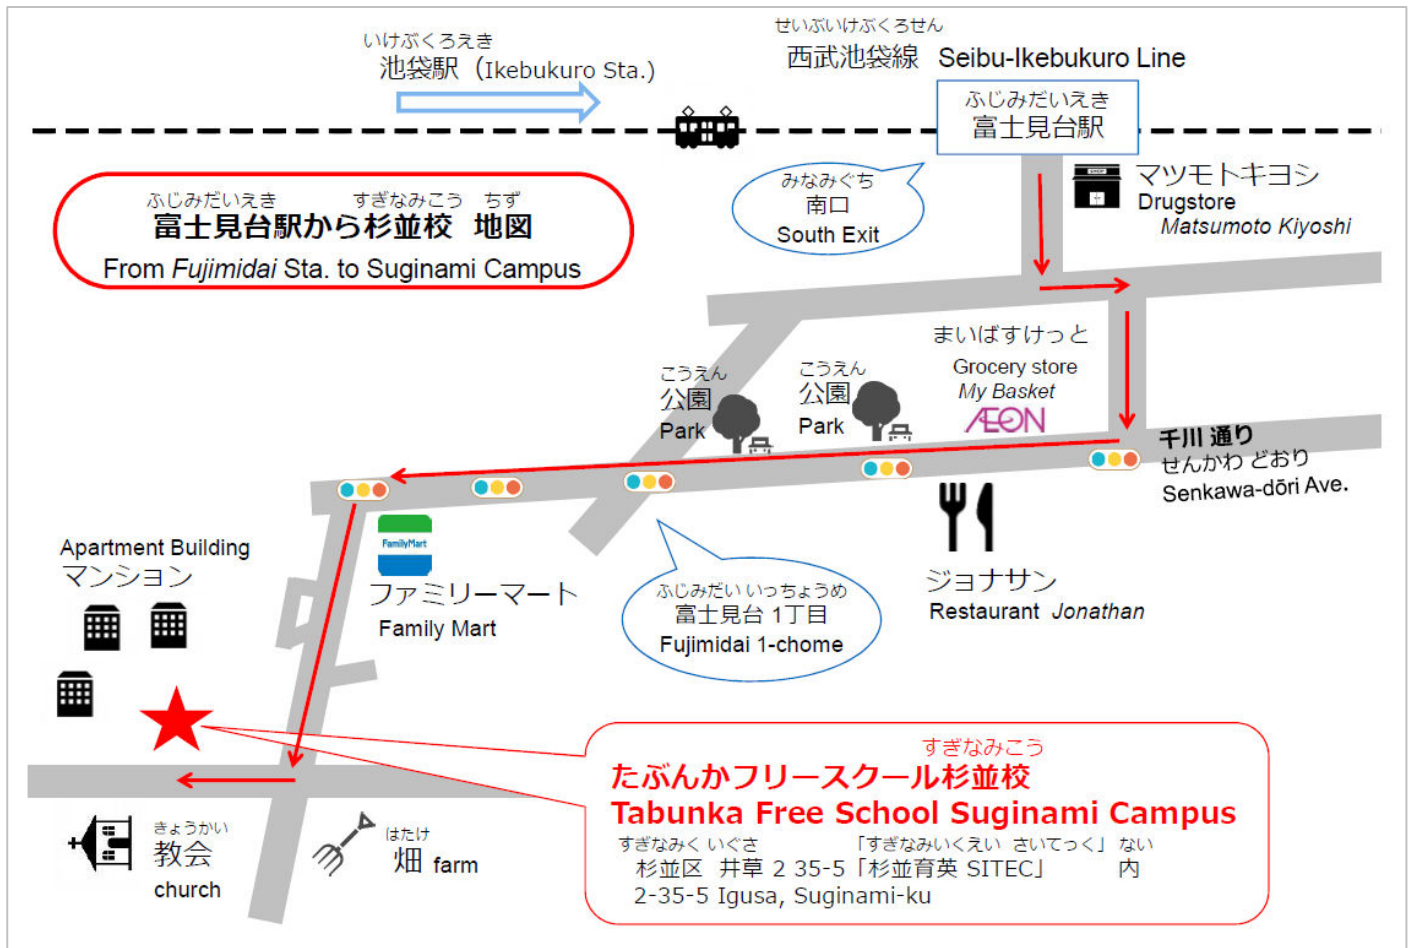 いけぶくろえき
池袋駅 (Ikebukuro Sta.)
せいぶいけぶくろせん
西武池袋線 Seibu-Ikebukuro Line
ふじみだいえき
富士見台駅
ふじみだいえき すぎなみこう ちず
富士見台駅から杉並校 地図
From Fujimidai Sta. to Suginami Campus
みなみぐち
南口
South Exit
SHOP
マツモトキヨシ
Drugstore
Matsumoto Kiyoshi
まいばすけっと
Grocery store
My Basket
ÆON
こうえん
公園
Park
こうえん
公園
Park
千川 通り
せんかわ どおり
Senkawa-dōri Ave.
Apartment Building
マンション
FamilyMart
ファミリーマート
Family Mart
ふじみだい いっちょうめ
富士見台 1丁目
Fujimidai 1-chome
ジョナサン
Restaurant Jonathan
すぎなみこう
たぶんかフリースクール杉並校
Tabunka Free School Suginami Campus
すぎなみく いぐさ 「すぎなみいくえい さいてっく」 ない
杉並区 井草 2 35-5 「杉並育英 SITEC」 内
2-35-5 Igusa, Suginami-ku
きょうかい
教会
church
はたけ
畑 farm